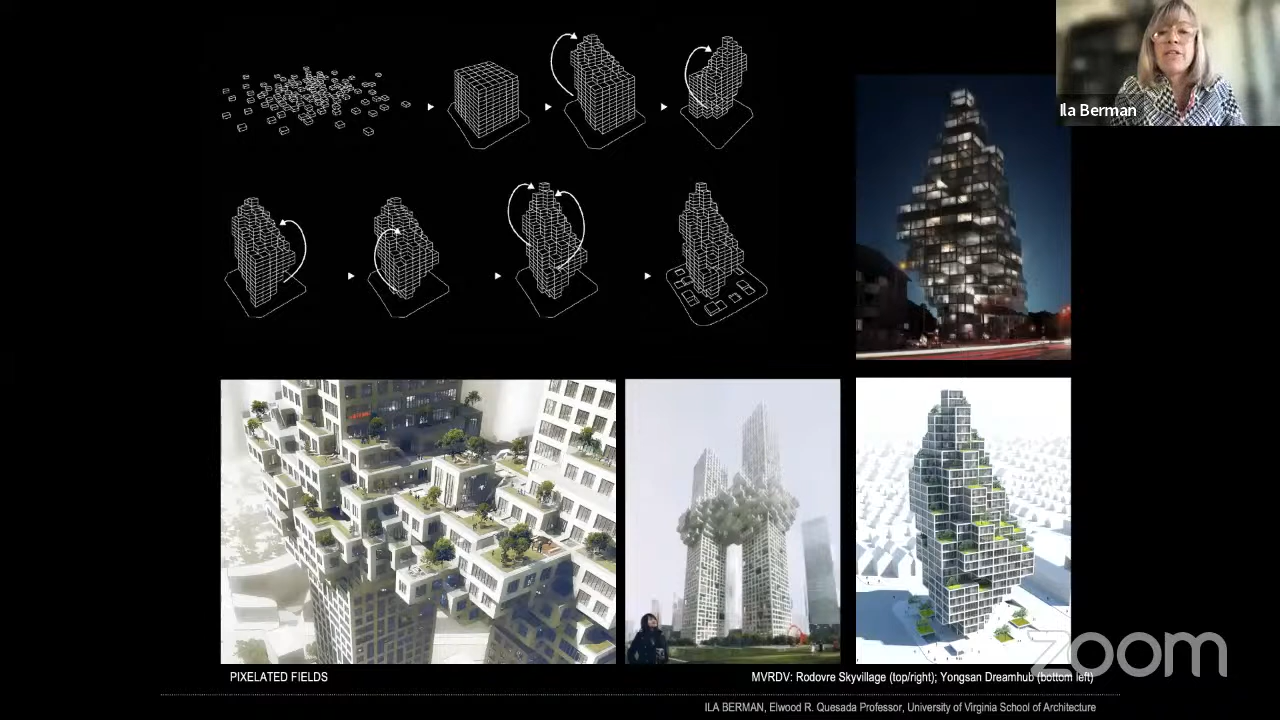 Ila Berman
PIXELATED FIELDS
MVRDV: Rodovre Skyvillage (top/right); Yongsan Dreamhub (bottom left)
zoom
ILA BERMAN, Elwood R. Quesada Professor, University of Virginia School of Architecture